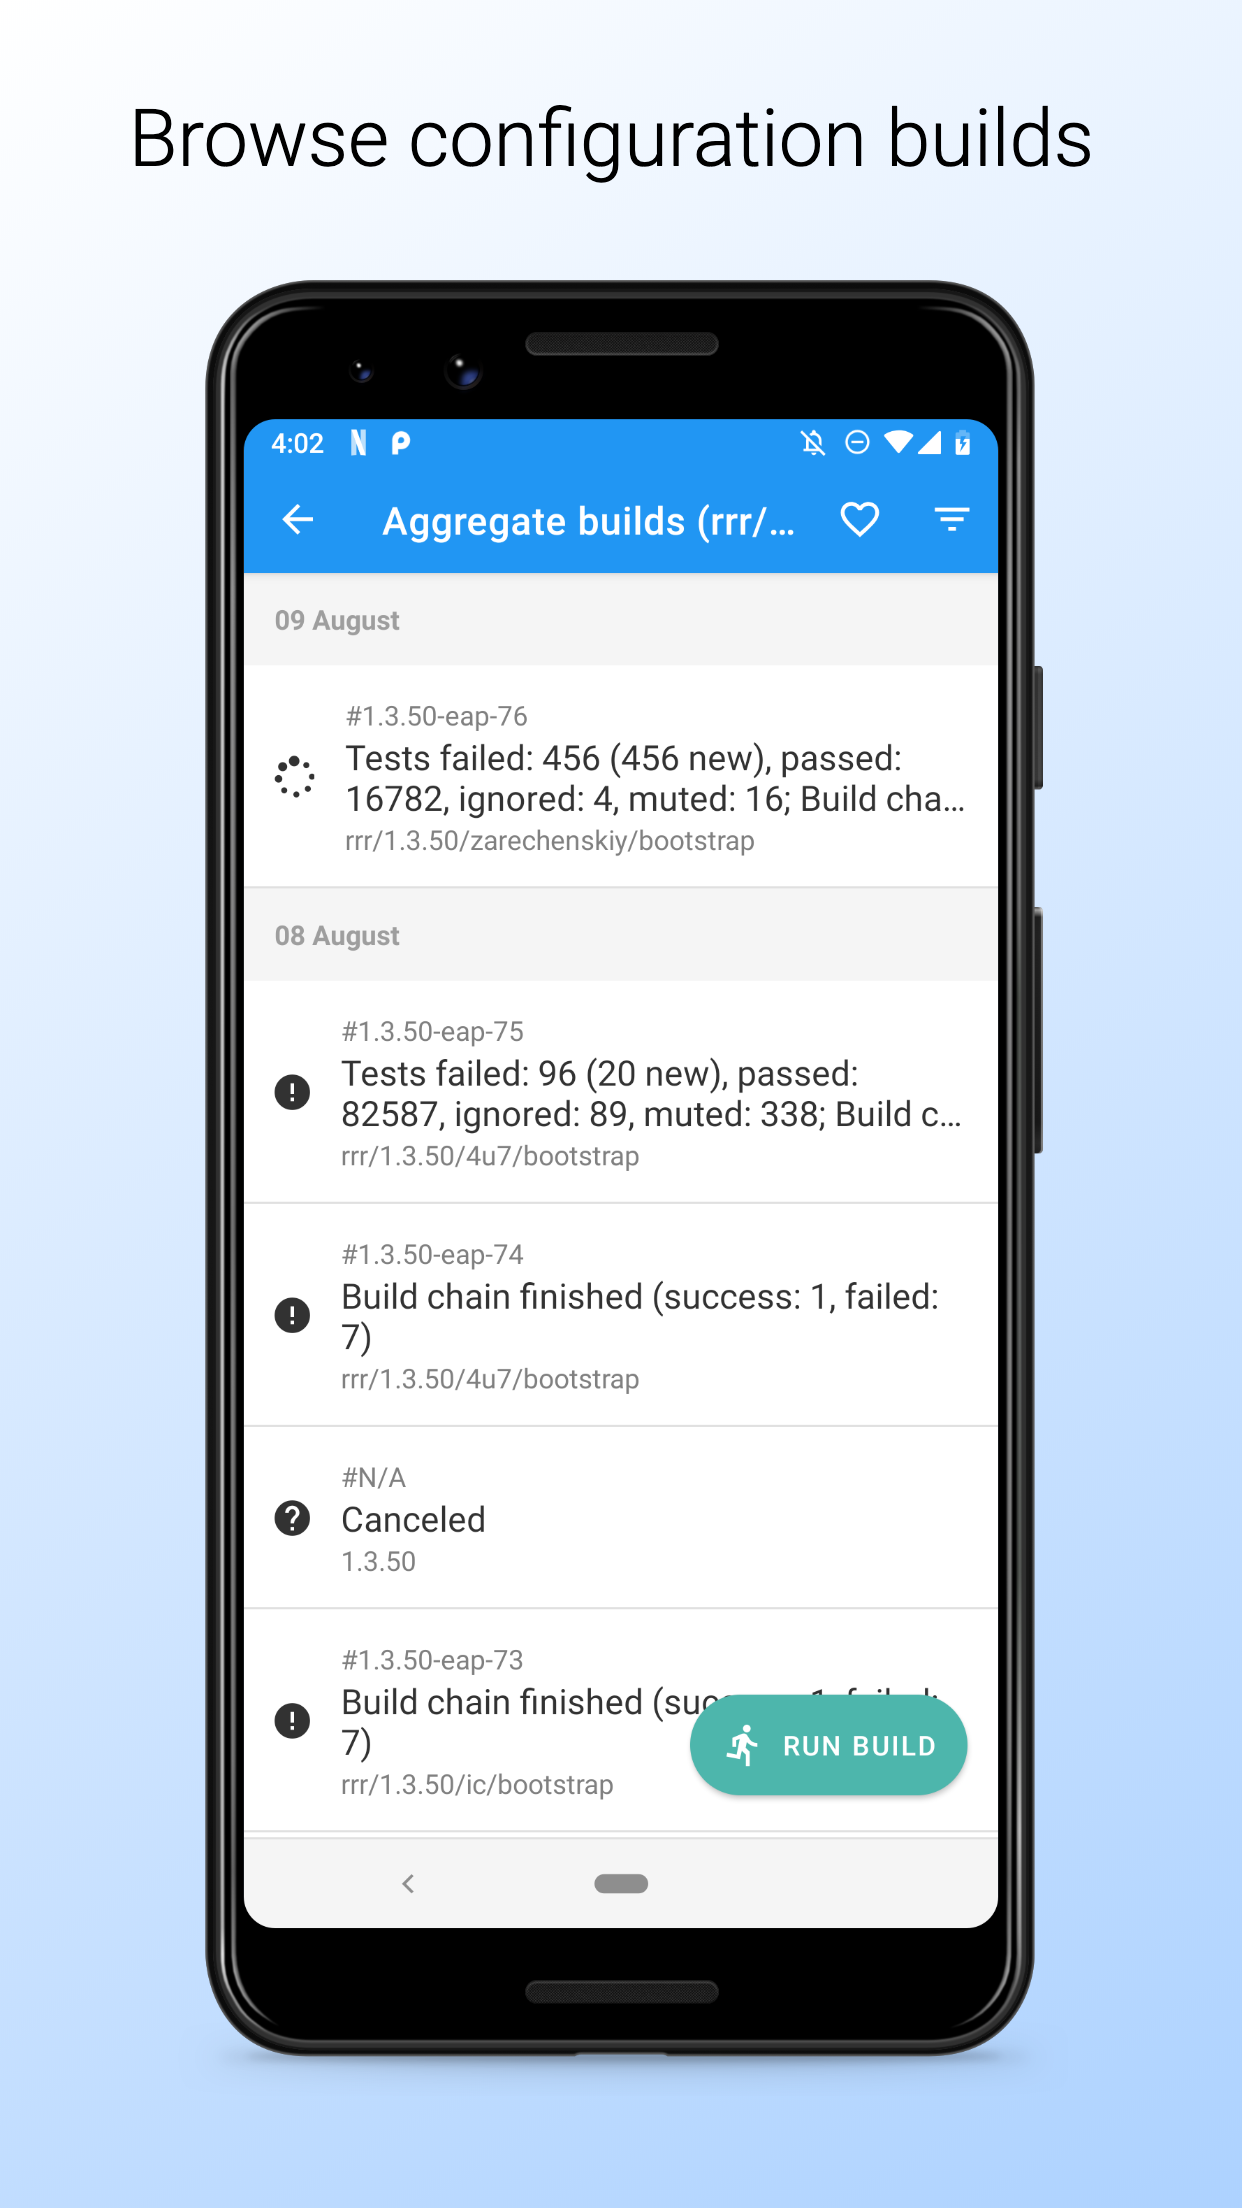 Browse configuration builds
4:02
Aggregate builds (rrr/...
09 August
#1.3.50-eap-76
Tests failed: 456 (456 new), passed:
16782, ignored: 4, muted: 16; Build cha...
rrr/1.3.50/zarechenskiy/bootstrap
08 August
#1.3.50-eap-75
Tests failed: 96 (20 new), passed:
82587, ignored: 89, muted: 338; Build c...
rrr/1.3.50/4u7/bootstrap
#1.3.50-eap-74
Build chain finished (success: 1, failed:
7)
rrr/1.3.50/4u7/bootstrap
#N/A
Canceled
1.3.50
#1.3.50-eap-73
Build chain finished
7)
RUN BUILD
rrr/1.3.50/ic/bootstrap